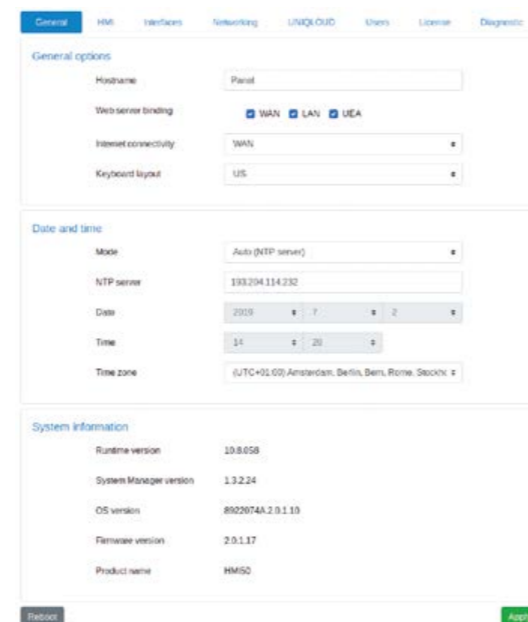 General HMI Interfaces Networking UNIQLOUD Users License Diagnostic
General options
Hostname Panel
Web server binding WAN LAN UEA
Internet connectivity WAN
Keyboard layout US
Date and time
Mode Auto (NTP server)
NTP server 193.204.114.232
Date 2019 7 2
Time 14 28
Time zone (UTC+01:00) Amsterdam, Berlin, Bern, Rome, Stockhc
System information
Runtime version 10.8.058
System Manager version 1.3.2.24
OS version 8922074A.2.0.1.10
Firmware version 2.0.1.17
Product name HMI50
Reboot Apply